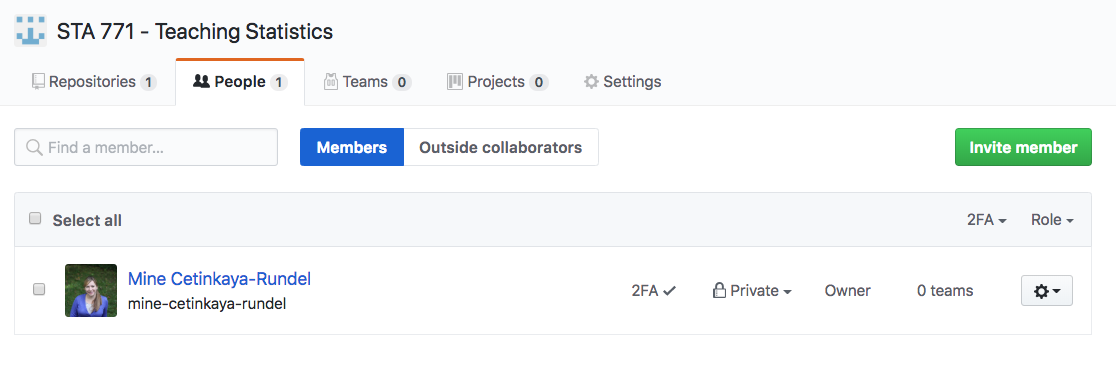 STA 771 - Teaching Statistics
Repositories 1 People 1 Teams 0 Projects 0 Settings
Find a member... Members Outside collaborators Invite member
Select all 2FA Role
Mine Cetinkaya-Rundel
mine-cetinkaya-rundel 2FA Private Owner 0 teams